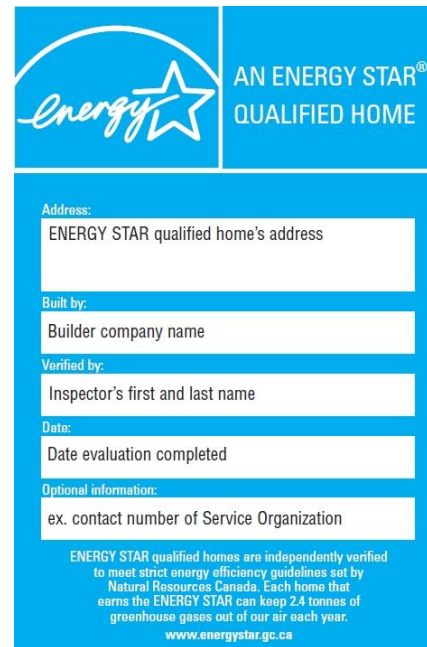 energy
AN ENERGY STAR®
QUALIFIED HOME
Address:
ENERGY STAR qualified home's address
Built by:
Builder company name
Verified by:
Inspector's first and last name
Date:
Date evaluation completed
Optional information:
ex. contact number of Service Organization
ENERGY STAR qualified homes are independently verified
to meet strict energy efficiency guidelines set by
Natural Resources Canada. Each home that
earns the ENERGY STAR can keep 2.4 tonnes of
greenhouse gases out of our air each year.
www.energystar.gc.ca